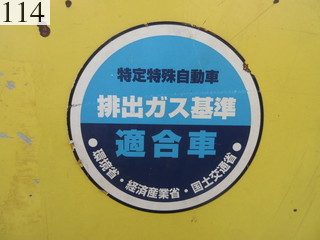 114
特定特殊自動車
排出ガス基準
適合車
●環境省・経済産業省・国土交通省●